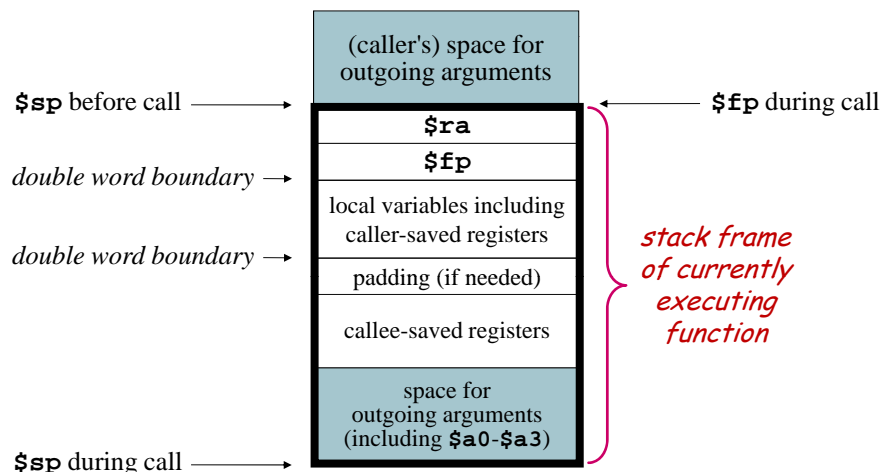 (caller's) space for
outgoing arguments
$sp before call
$fp during call
$ra
$fp
double word boundary
local variables including
caller-saved registers
double word boundary
padding (if needed)
callee-saved registers
stack frame
of currently
executing
function
space for
outgoing arguments
(including $a0-$a3)
$sp during call